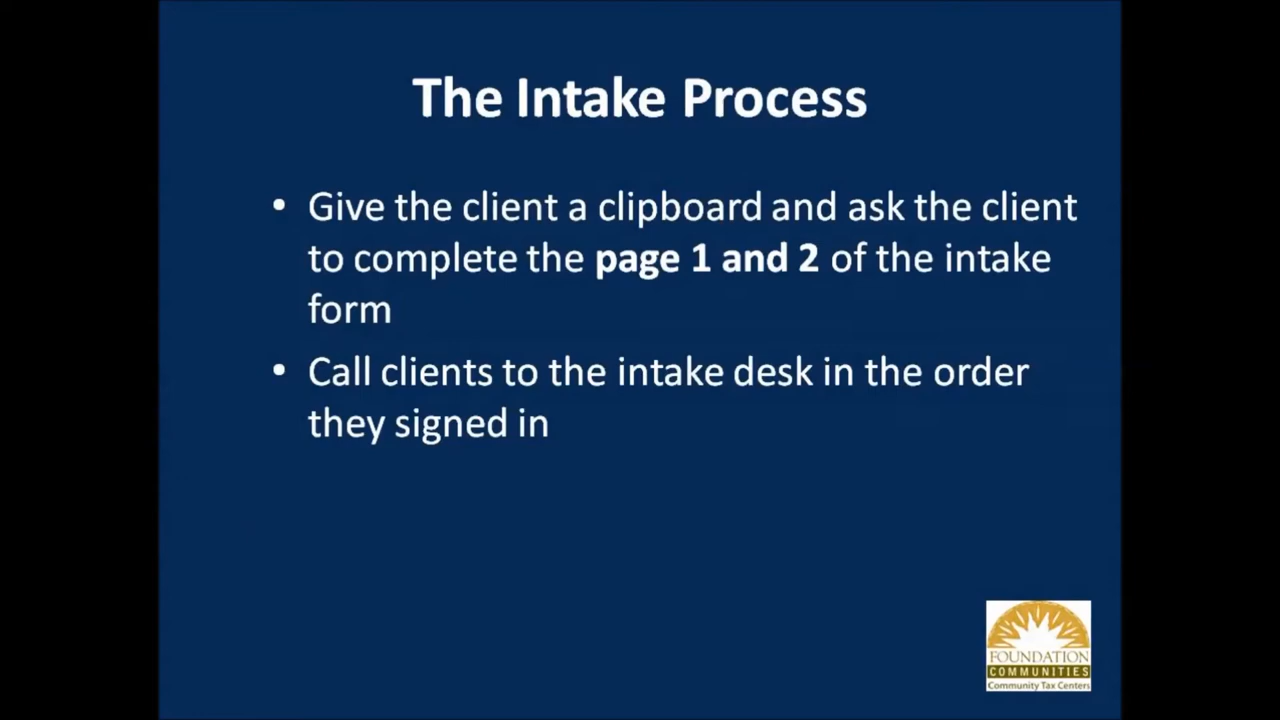 The Intake Process
• Give the client a clipboard and ask the client
to complete the page 1 and 2 of the intake
form
• Call clients to the intake desk in the order
they signed in
FOUNDATION
COMMUNITIES
Community Tax Centers